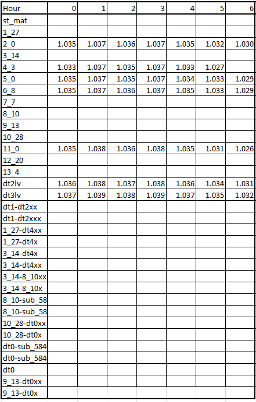 Hour 0 1 2 3 4 5 6
st_mat
1_27
2_0 1.035 1.037 1.036 1.037 1.035 1.032 1.030
3_14
4_3 1.033 1.037 1.035 1.037 1.033 1.027
5_0 1.035 1.037 1.035 1.037 1.034 1.033 1.029
6_8 1.035 1.037 1.036 1.037 1.035 1.033 1.029
7_7
8_10
9_13
10_28
11_0 1.035 1.038 1.036 1.038 1.035 1.031 1.026
12_20
13_4
dt2lv 1.036 1.038 1.037 1.038 1.036 1.034 1.031
dt3lv 1.037 1.039 1.038 1.039 1.037 1.035 1.032
dt1-dt2xx
dt1-dt2xxx
1_27-dt4xx
1_27-dt4x
3_14-dt4x
3_14-dt4xx
3_14-8_10xx
3_14-8_10x
8_10-sub_58
8_10-sub_58
10_28-dt0xx
10_28-dt0x
dt0-sub_584
dt0-sub_584
dt0
9_13-dt0xx
9_13-dt0x